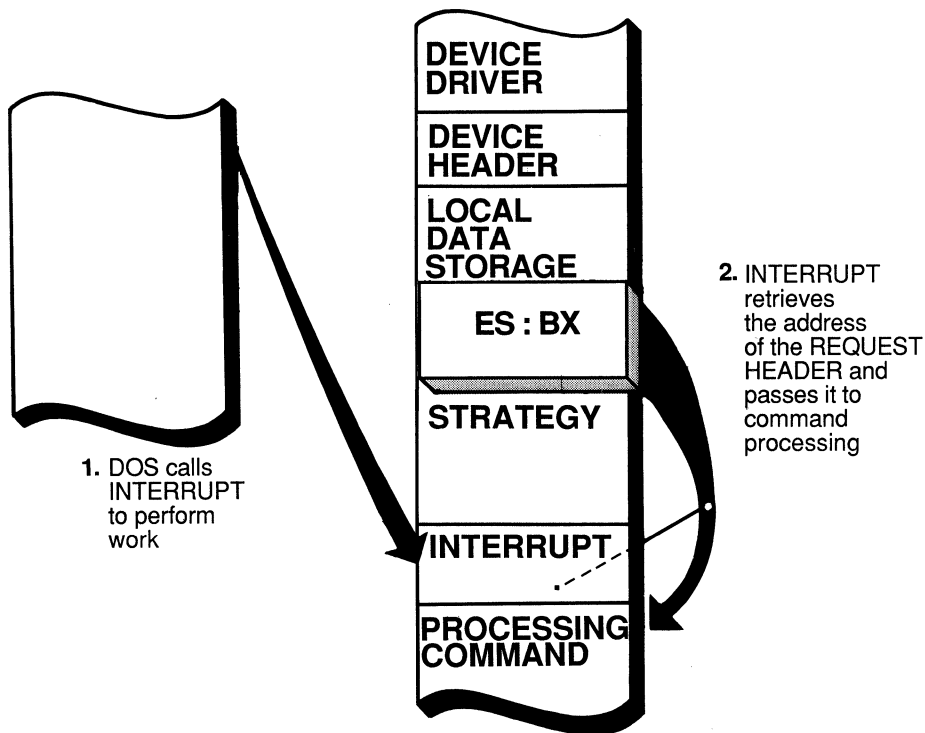 DEVICE
DRIVER
DEVICE
HEADER
LOCAL
DATA
STORAGE
ES : BX
STRATEGY
INTERRUPT
PROCESSING
COMMAND
1. DOS calls
INTERRUPT
to perform
work
2. INTERRUPT
retrieves
the address
of the REQUEST
HEADER and
passes it to
command
processing